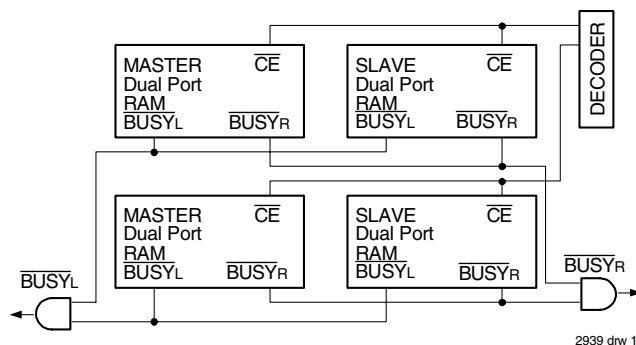 MASTER
Dual Port
RAM
BUSYL
CE
BUSYR
SLAVE
Dual Port
RAM
BUSYL
CE
BUSYR
DECODER
MASTER
Dual Port
RAM
BUSYL
CE
BUSYR
SLAVE
Dual Port
RAM
BUSYL
CE
BUSYR
BUSYL
BUSYR
2939 drw 1